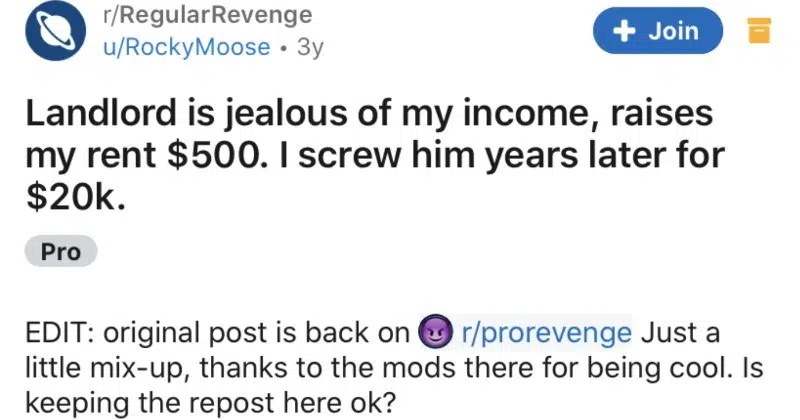 r/RegularRevenge
u/RockyMoose • 3y
+ Join
Landlord is jealous of my income, raises
my rent $500. I screw him years later for
$20k.
Pro
EDIT: original post is back on 😈 r/prorevenge Just a
little mix-up, thanks to the mods there for being cool. Is
keeping the repost here ok?